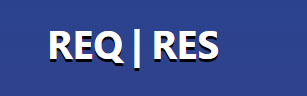 REQ | RES